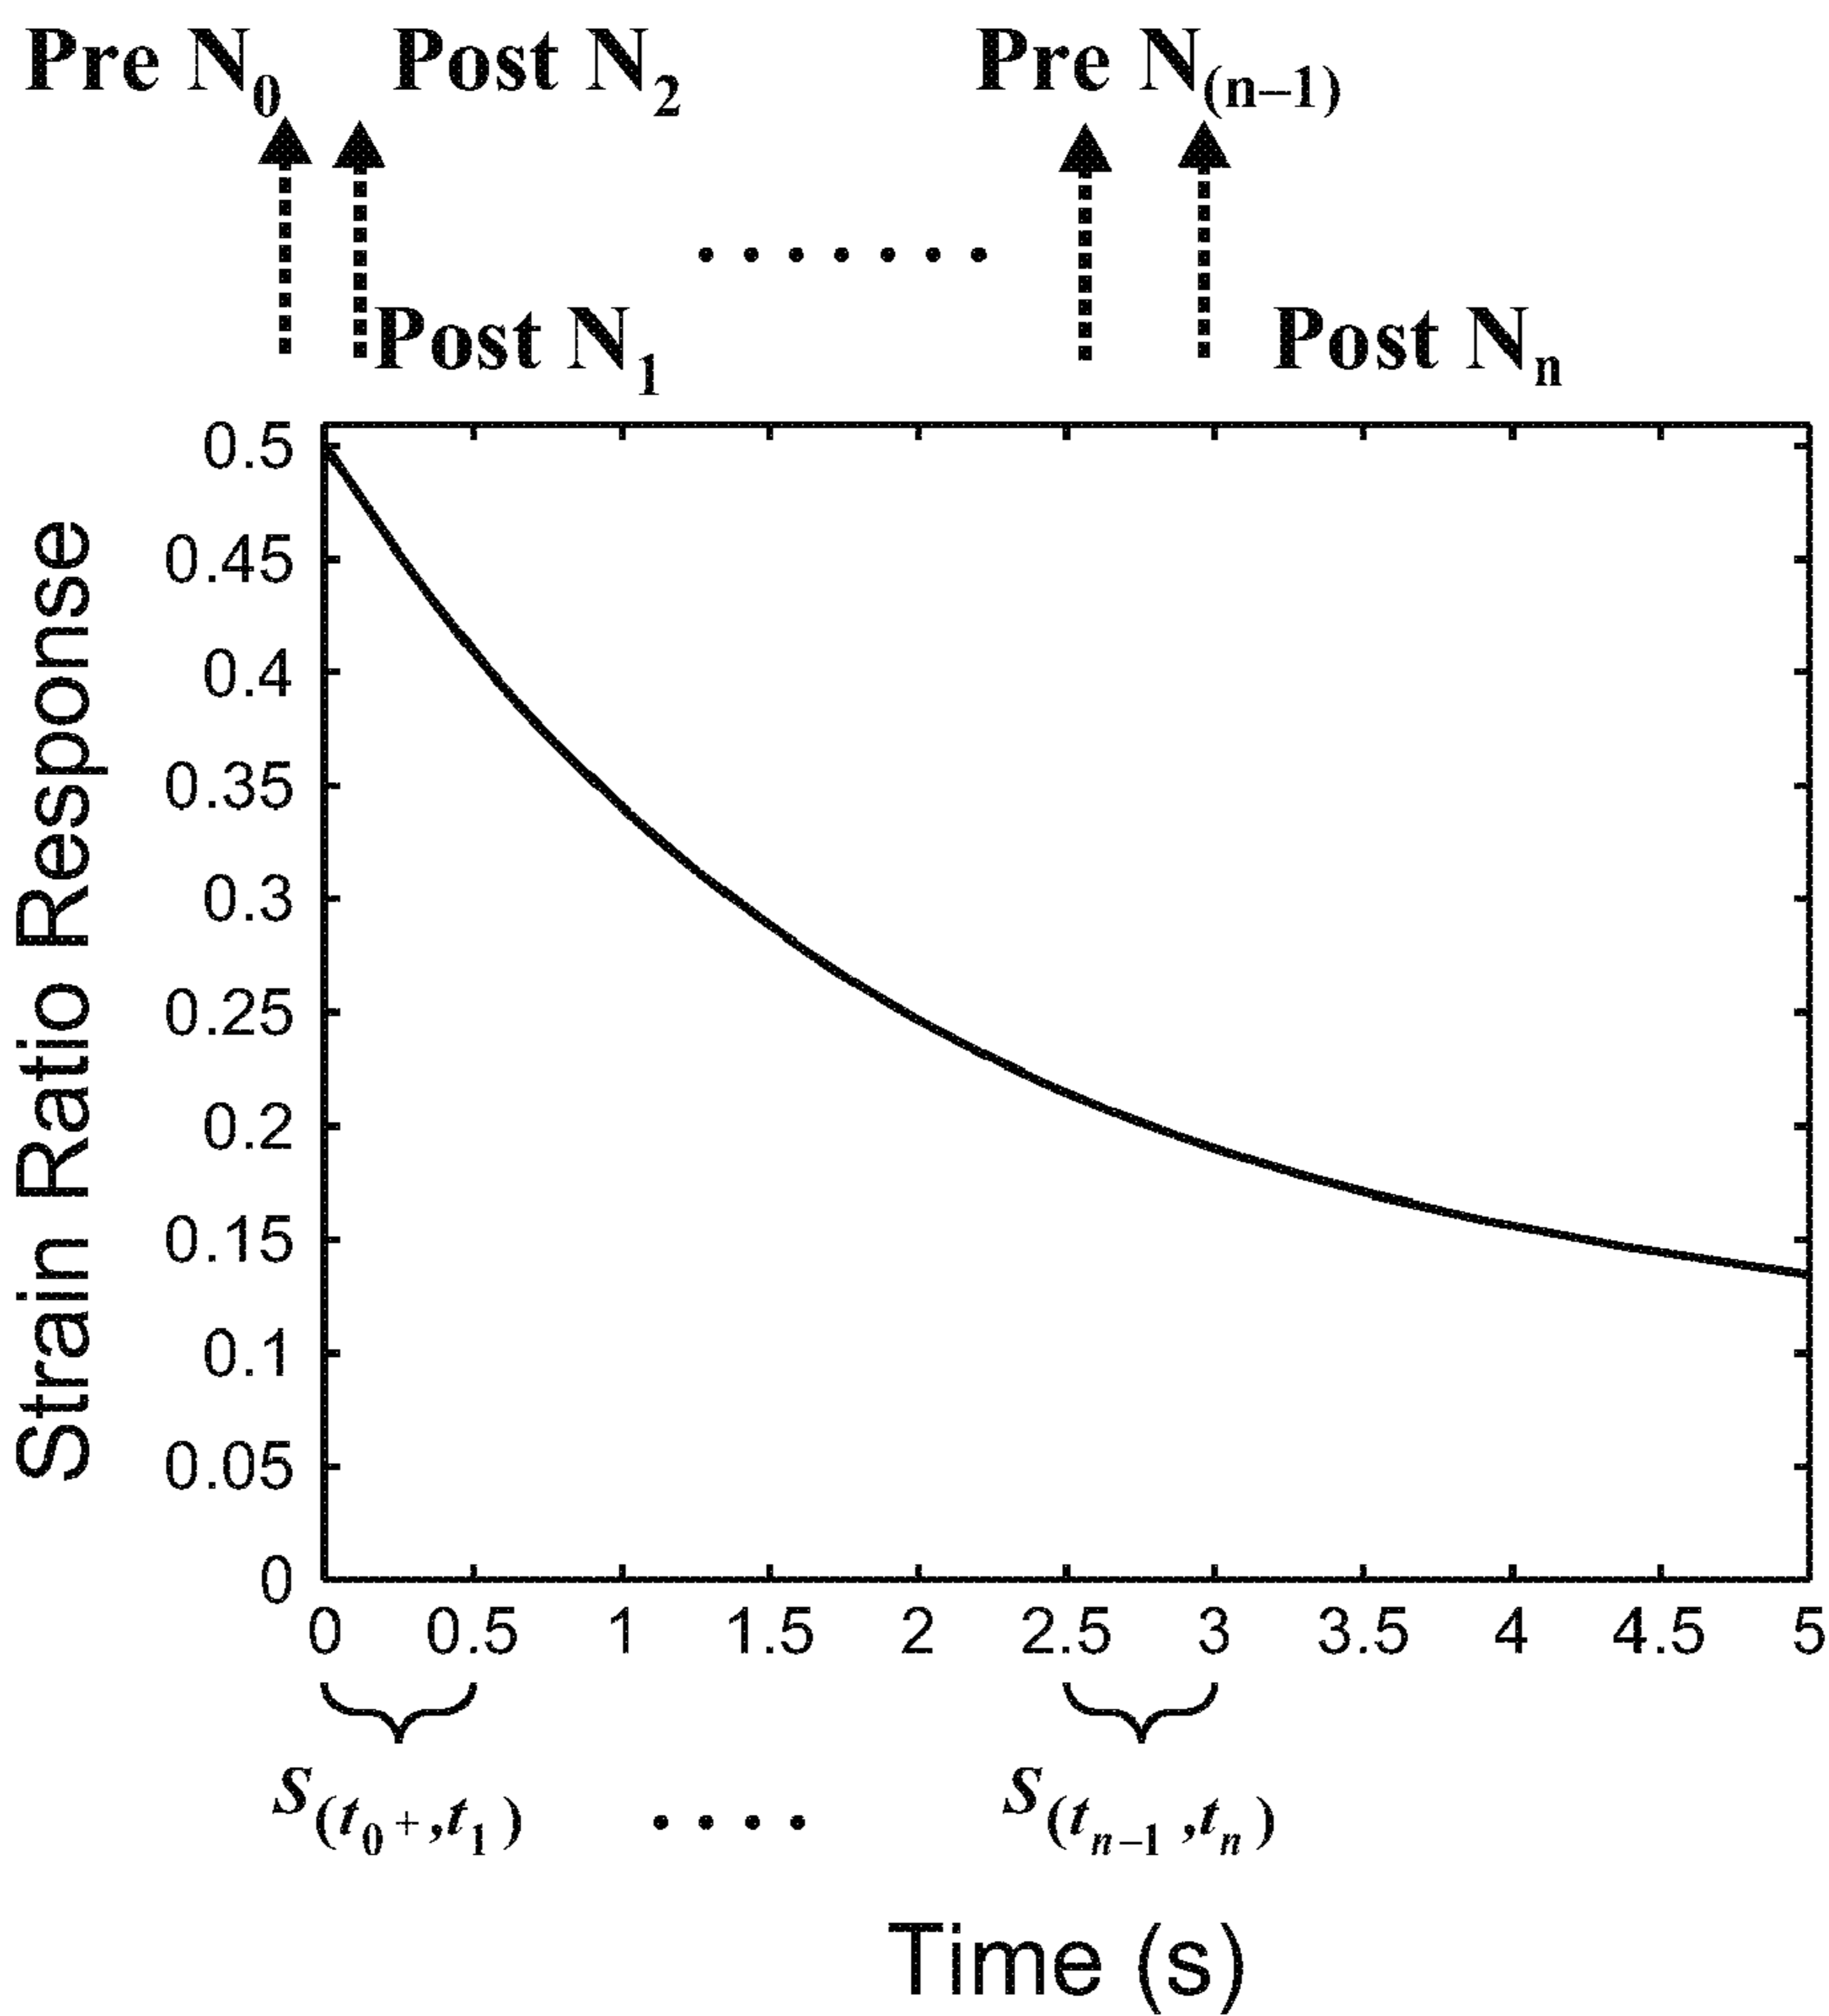 Pre N0 Post N2 Pre N(n–1)
Post N1 Post Nn
Strain Ratio Response
0.5
0.45
0.4
0.35
0.3
0.25
0.2
0.15
0.1
0.05
0
0 0.5 1 1.5 2 2.5 3 3.5 4 4.5 5
S(t0+,t1) .... S(tn–1,tn)
Time (s)